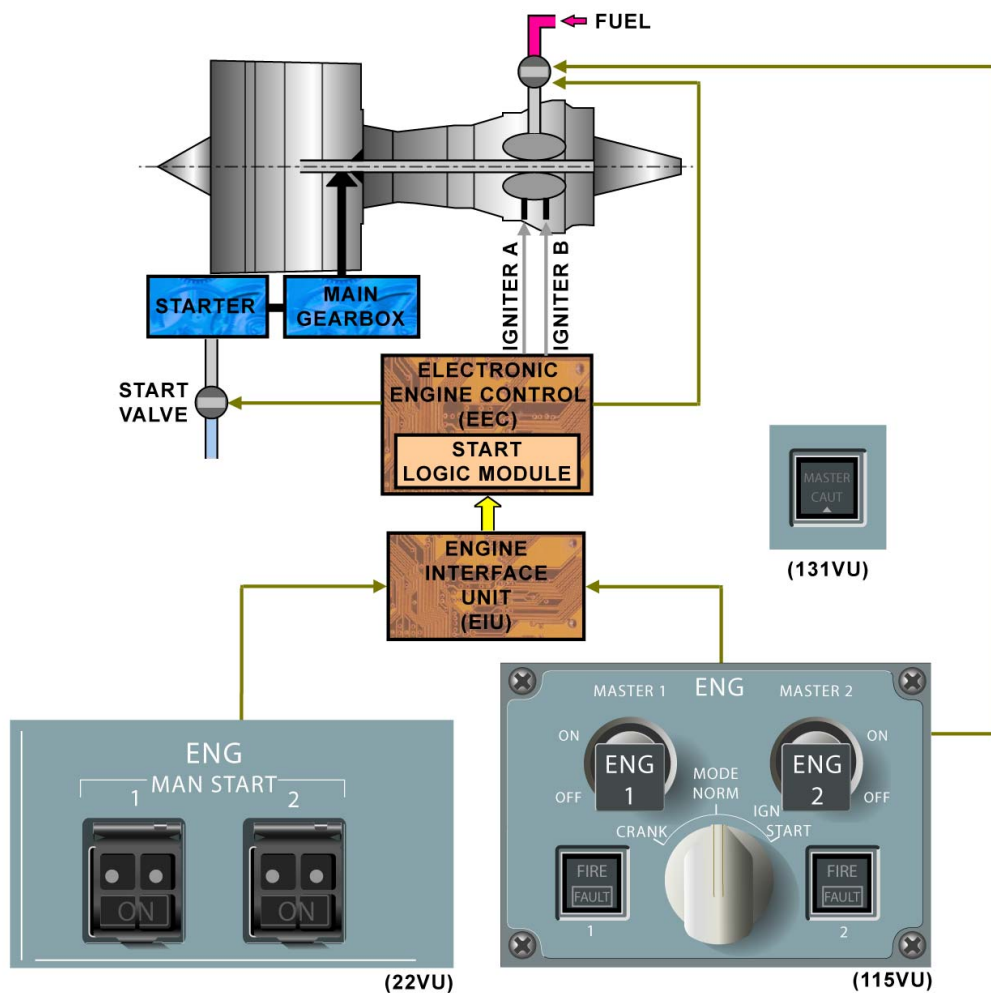 FUEL
IGNITER A
IGNITER B
STARTER
MAIN
GEARBOX
START
VALVE
ELECTRONIC
ENGINE CONTROL
(EEC)
START
LOGIC MODULE
MASTER
CAUT
(131VU)
ENGINE
INTERFACE
UNIT
(EIU)
ENG
MAN START
1
2
ON
ON
(22VU)
MASTER 1
ENG
MASTER 2
ON
OFF
ENG
1
ENG
2
ON
OFF
MODE
NORM
CRANK
IGN
START
FIRE
FAULT
1
FIRE
FAULT
2
(115VU)